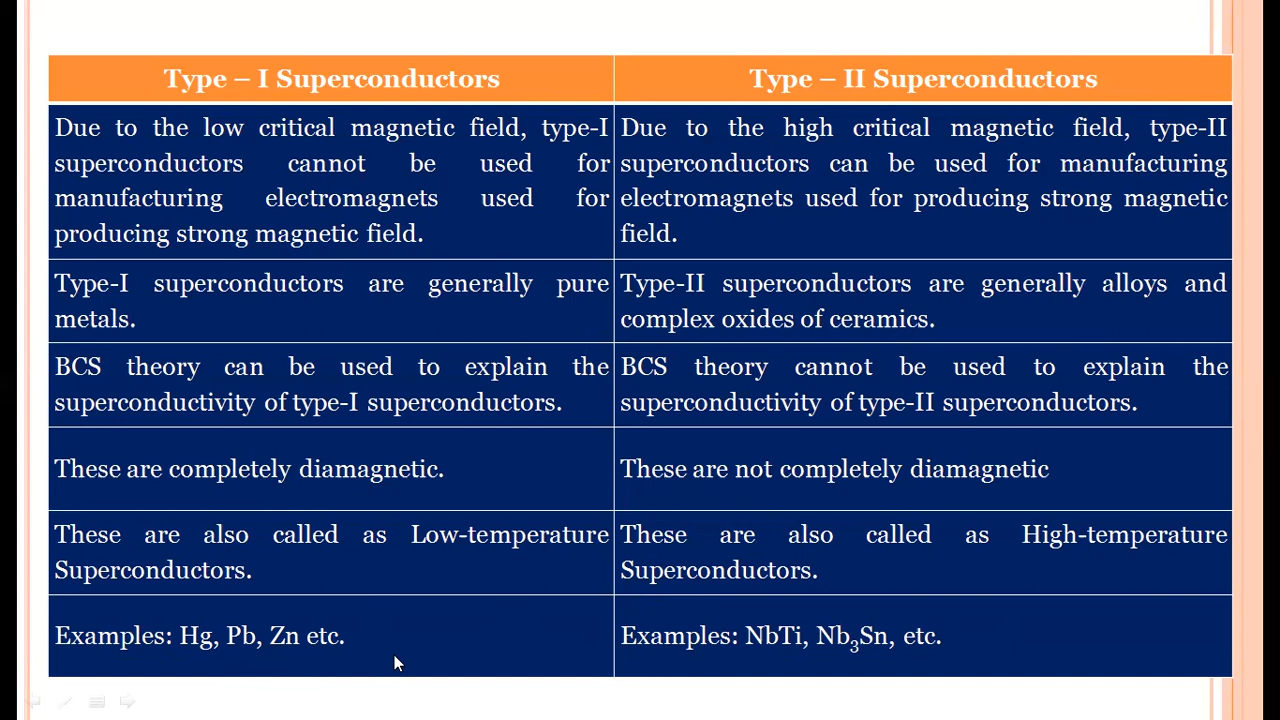 Type – I Superconductors
Type – II Superconductors
Due to the low critical magnetic field, type-I
superconductors cannot be used for
manufacturing electromagnets used for
producing strong magnetic field.
Due to the high critical magnetic field, type-II
superconductors can be used for manufacturing
electromagnets used for producing strong magnetic
field.
Type-I superconductors are generally pure
metals.
Type-II superconductors are generally alloys and
complex oxides of ceramics.
BCS theory can be used to explain the
superconductivity of type-I superconductors.
BCS theory cannot be used to explain the
superconductivity of type-II superconductors.
These are completely diamagnetic.
These are not completely diamagnetic
These are also called as Low-temperature
Superconductors.
These are also called as High-temperature
Superconductors.
Examples: Hg, Pb, Zn etc.
Examples: NbTi, Nb₃Sn, etc.